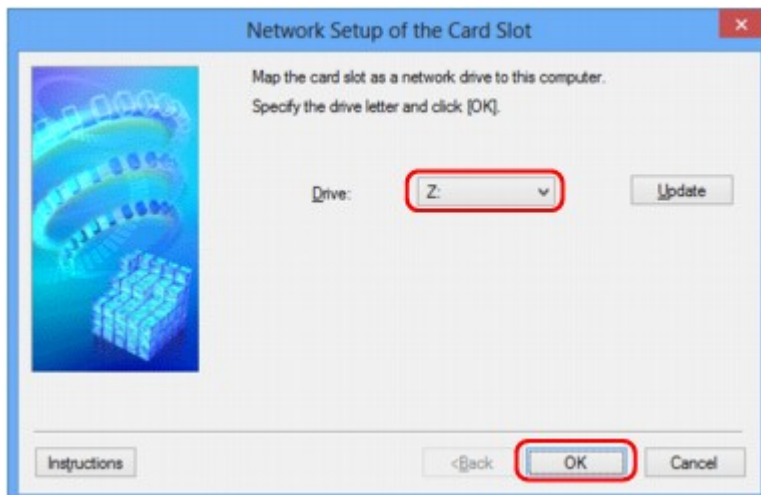 Network Setup of the Card Slot
Map the card slot as a network drive to this computer.
Specify the drive letter and click [OK].
Drive: Z: Update
Instructions <Back OK Cancel